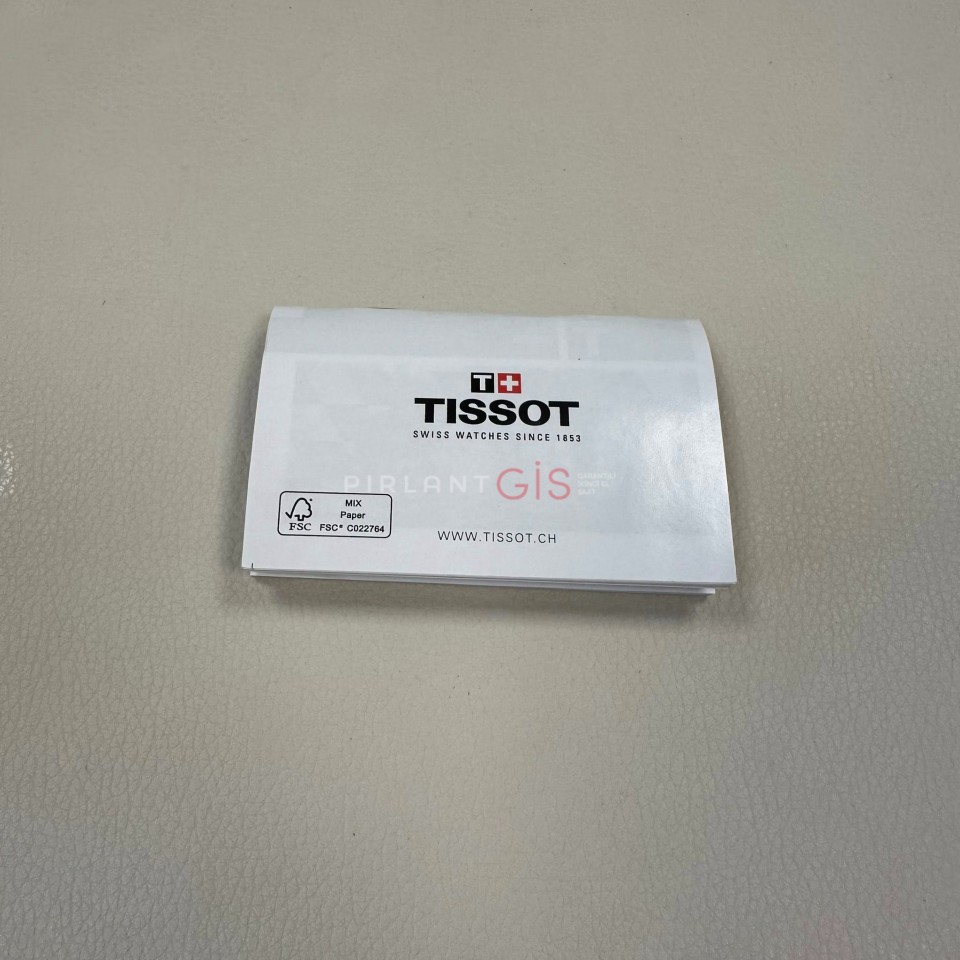 T+
TISSOT
SWISS WATCHES SINCE 1853
PIRLANTGİS
MIX
Paper
FSC FSC® C022764
WWW.TISSOT.CH